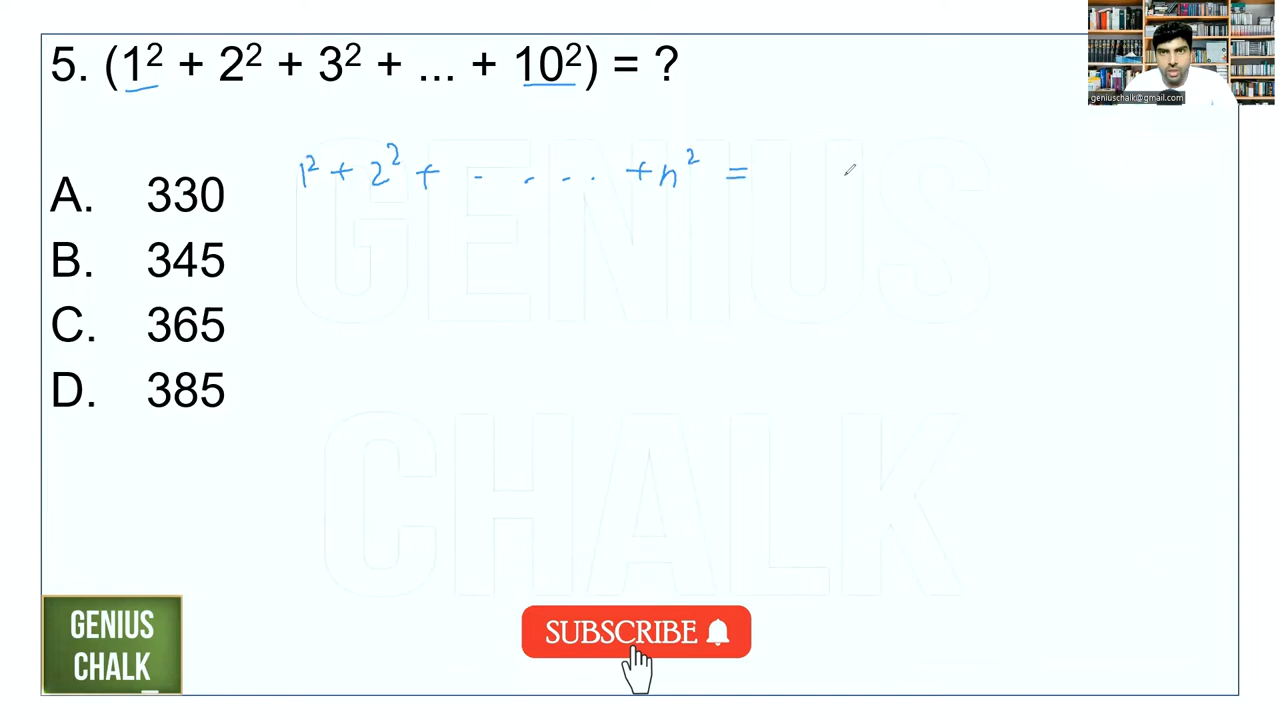 5. (1² + 2² + 3² + ... + 10²) = ?
geniuschalk@gmail.com
1² + 2² + - . . . . + n² =
A. 330
B. 345
C. 365
D. 385
GENIUS
CHALK
GENIUS
CHALK
SUBSCRIBE